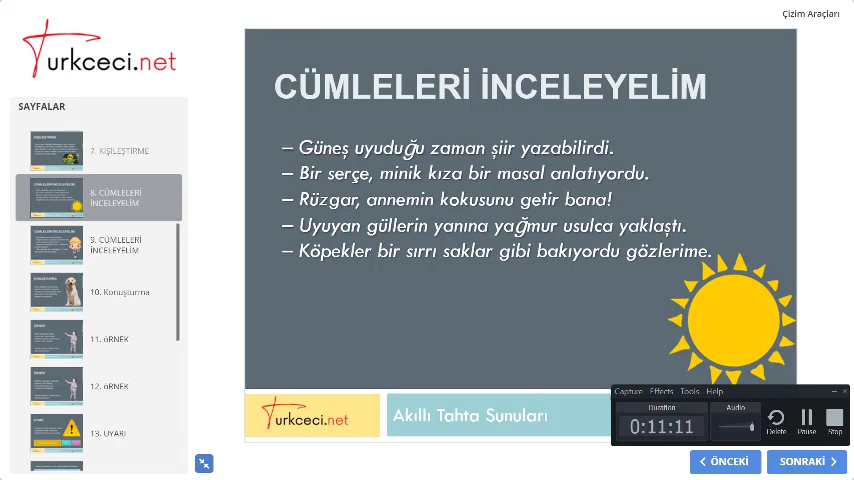 Çizim Araçları
Turkceci.net
SAYFALAR
7. KİŞİLEŞTİRME
8. CÜMLELERİ
İNCELEYELİM
9. CÜMLELERİ
İNCELEYELİM
10. Konuşturma
11. öRNEK
12. öRNEK
13. UYARI
CÜMLELERİ İNCELEYELİM
– Güneş uyuduğu zaman şiir yazabilirdi.
– Bir serçe, minik kıza bir masal anlatıyordu.
– Rüzgar, annemin kokusunu getir bana!
– Uyuyan güllerin yanına yağmur usulca yaklaştı.
– Köpekler bir sırrı saklar gibi bakıyordu gözlerime.
Turkceci.net
Akıllı Tahta Sunuları
Capture Effects Tools Help
Duration
0:11:11
Audio
Delete
Pause
Stop
ÖNCEKİ
SONRAKİ